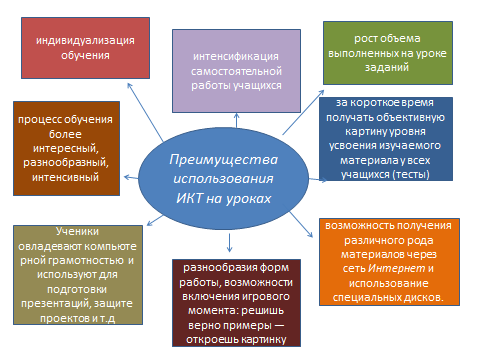 индивидуализация
обучения
интенсификация
самостоятельной
работы учащихся
рост объема
выполненных на уроке
заданий
процесс обучения
более
интересный,
разнообразный,
интенсивный
Преимущества
использования
ИКТ на уроках
за короткое время
получать объективную
картину уровня
усвоения изучаемого
материала у всех
учащихся (тесты)
Ученики
овладевают компьюте
рной грамотностью и
используют для
подготовки
презентаций, защите
проектов и т.д
разнообразия форм
работы, возможности
включения игрового
момента: решишь
верно примеры —
откроешь картинку
возможность получения
различного рода
материалов через
сеть Интернет и
использование
специальных дисков.